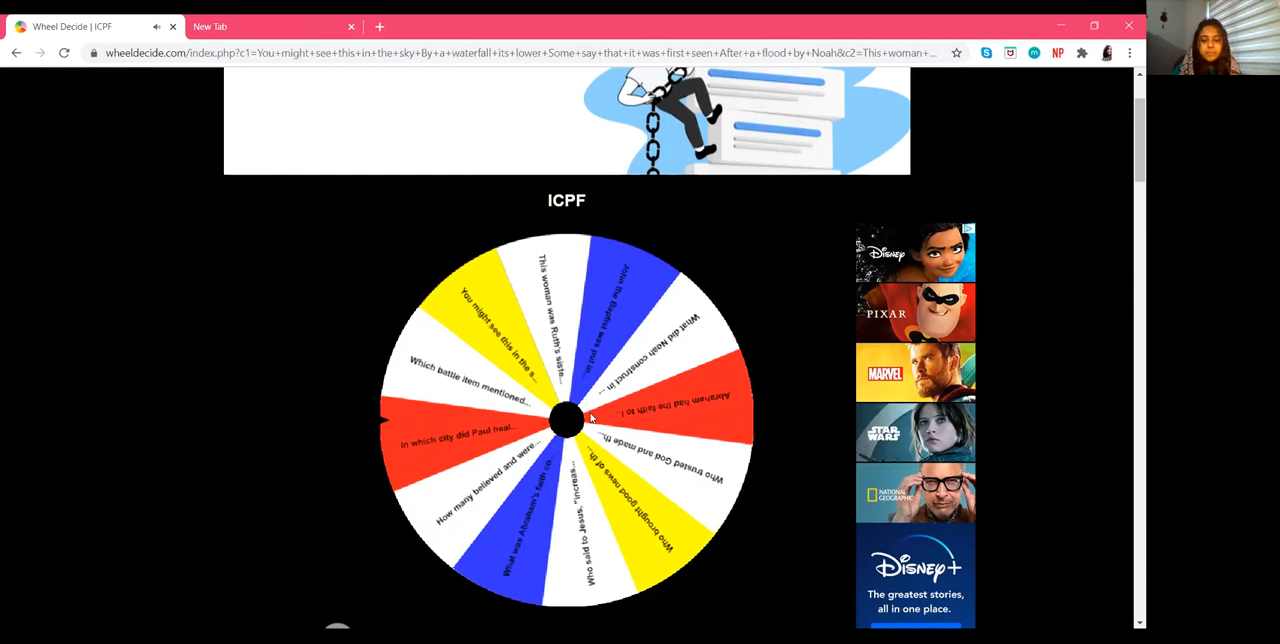 Wheel Decide | ICPF
New Tab
wheeldecide.com/index.php?c1=You+might+see+this+in+the+sky+By+a+waterfall+its+lower+Some+say+that+it+was+first+seen+After+a+flood+by+Noah&c2=This+woman+...
NP
ICPF
This woman was Ruth's siste...
John the Baptist was put in...
What did Noah construct in ...
Abraham had the faith to l...
Who trusted God and made th...
Who brought good news of th...
Who said to Jesus, "Increas...
What was Abraham's faith co...
How many believed and were...
In which city did Paul heal...
Which battle item mentioned...
You might see this in the s...
Disney
PIXAR
MARVEL
STAR
WARS
NATIONAL
GEOGRAPHIC
Disney+
The greatest stories,
all in one place.